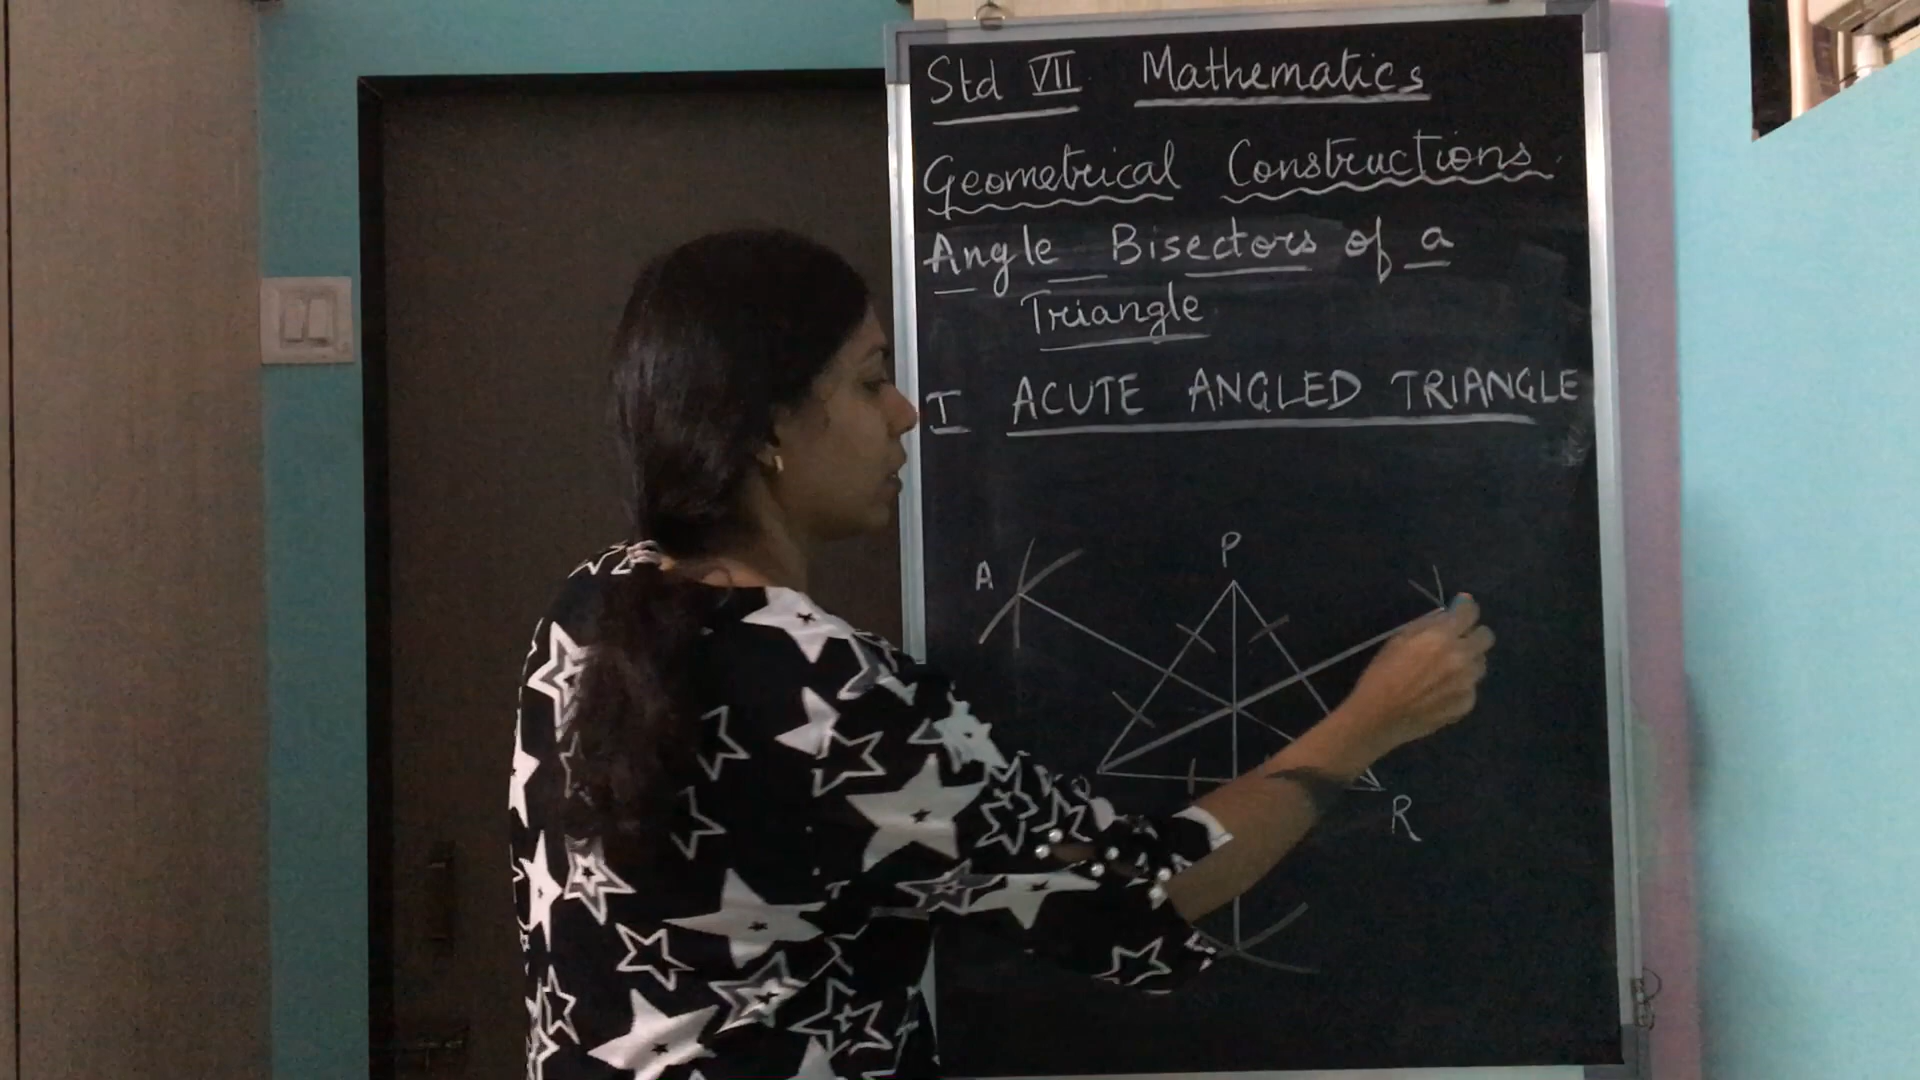 Std VII Mathematics
Geometrical Constructions
Angle Bisectors of a
Triangle
I ACUTE ANGLED TRIANGLE
P
A
R